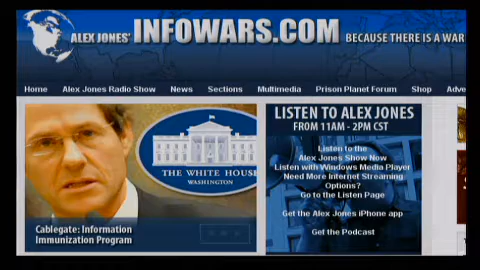 ALEX JONES' INFOWARS.COM BECAUSE THERE IS A WAR
Home Alex Jones Radio Show News Sections Multimedia Prison Planet Forum Shop Adve
THE WHITE HOUSE
WASHINGTON
Cablegate: Information
Immunization Program
LISTEN TO ALEX JONES
FROM 11AM - 2PM CST
Listen to the
Alex Jones Show Now
Listen with Windows Media Player
Need More Internet Streaming
Options?
Go to the Listen Page
Get the Alex Jones iPhone app
Get the Podcast